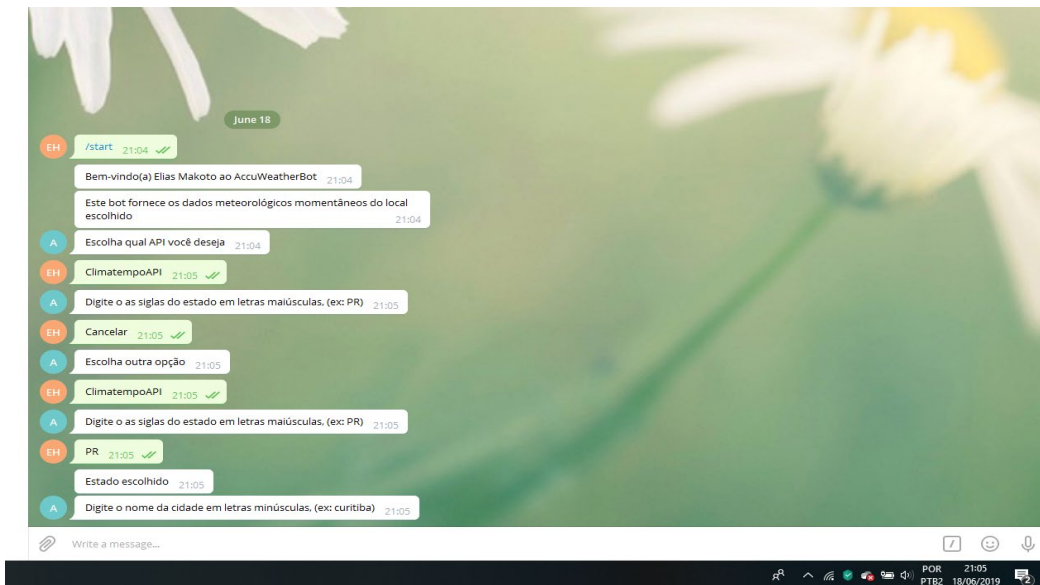 June 18
EH
/start 21:04
Bem-vindo(a) Elias Makoto ao AccuWeatherBot 21:04
Este bot fornece os dados meteorológicos momentâneos do local
escolhido 21:04
A
Escolha qual API você deseja 21:04
EH
ClimatempoAPI 21:05
A
Digite o as siglas do estado em letras maiúsculas, (ex: PR) 21:05
EH
Cancelar 21:05
A
Escolha outra opção 21:05
EH
ClimatempoAPI 21:05
A
Digite o as siglas do estado em letras maiúsculas, (ex: PR) 21:05
EH
PR 21:05
Estado escolhido 21:05
A
Digite o nome da cidade em letras minúsculas, (ex: curitiba) 21:05
Write a message...
POR 21:05
PTB2 18/06/2019
2